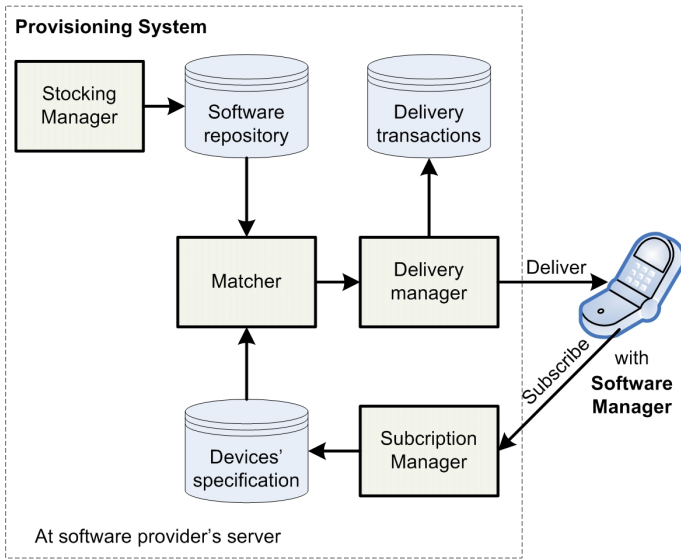 Provisioning System
Stocking
Manager
Software
repository
Delivery
transactions
Matcher
Delivery
manager
Deliver
Subscribe
with
Software
Manager
Devices'
specification
Subcription
Manager
At software provider's server